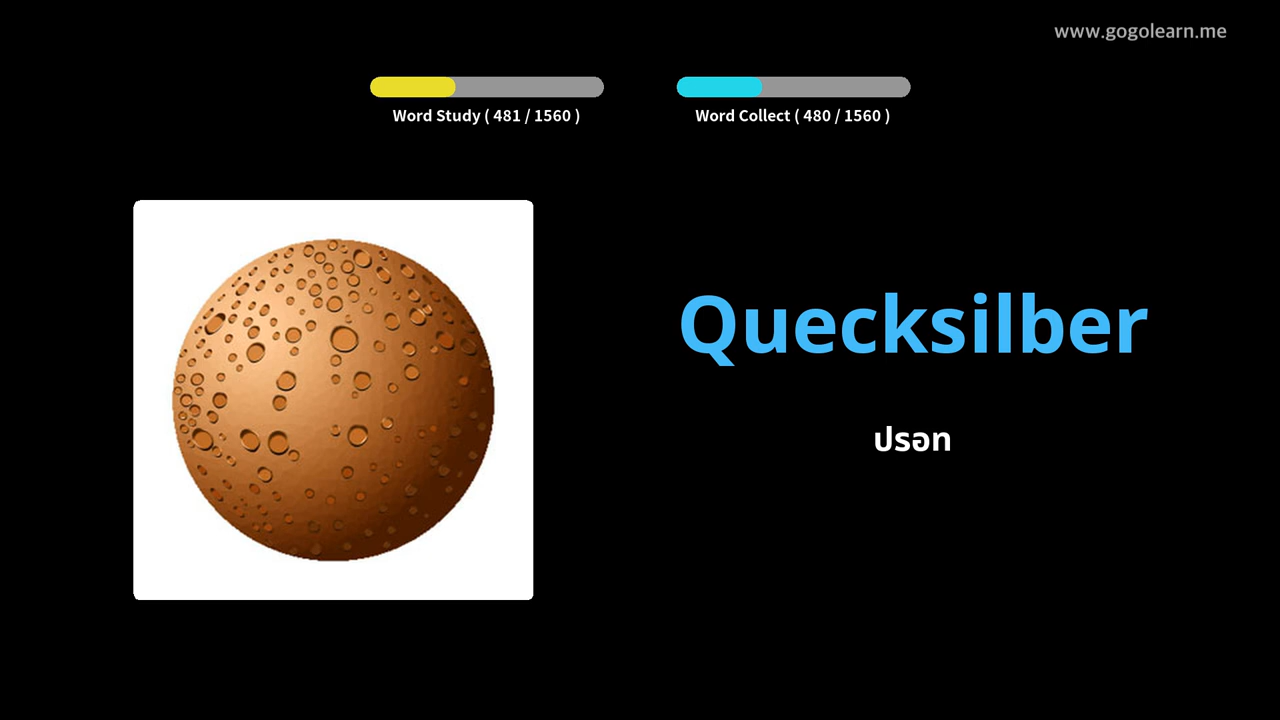 www.gogolearn.me
Word Study ( 481 / 1560 )
Word Collect ( 480 / 1560 )
Quecksilber
ปรอท